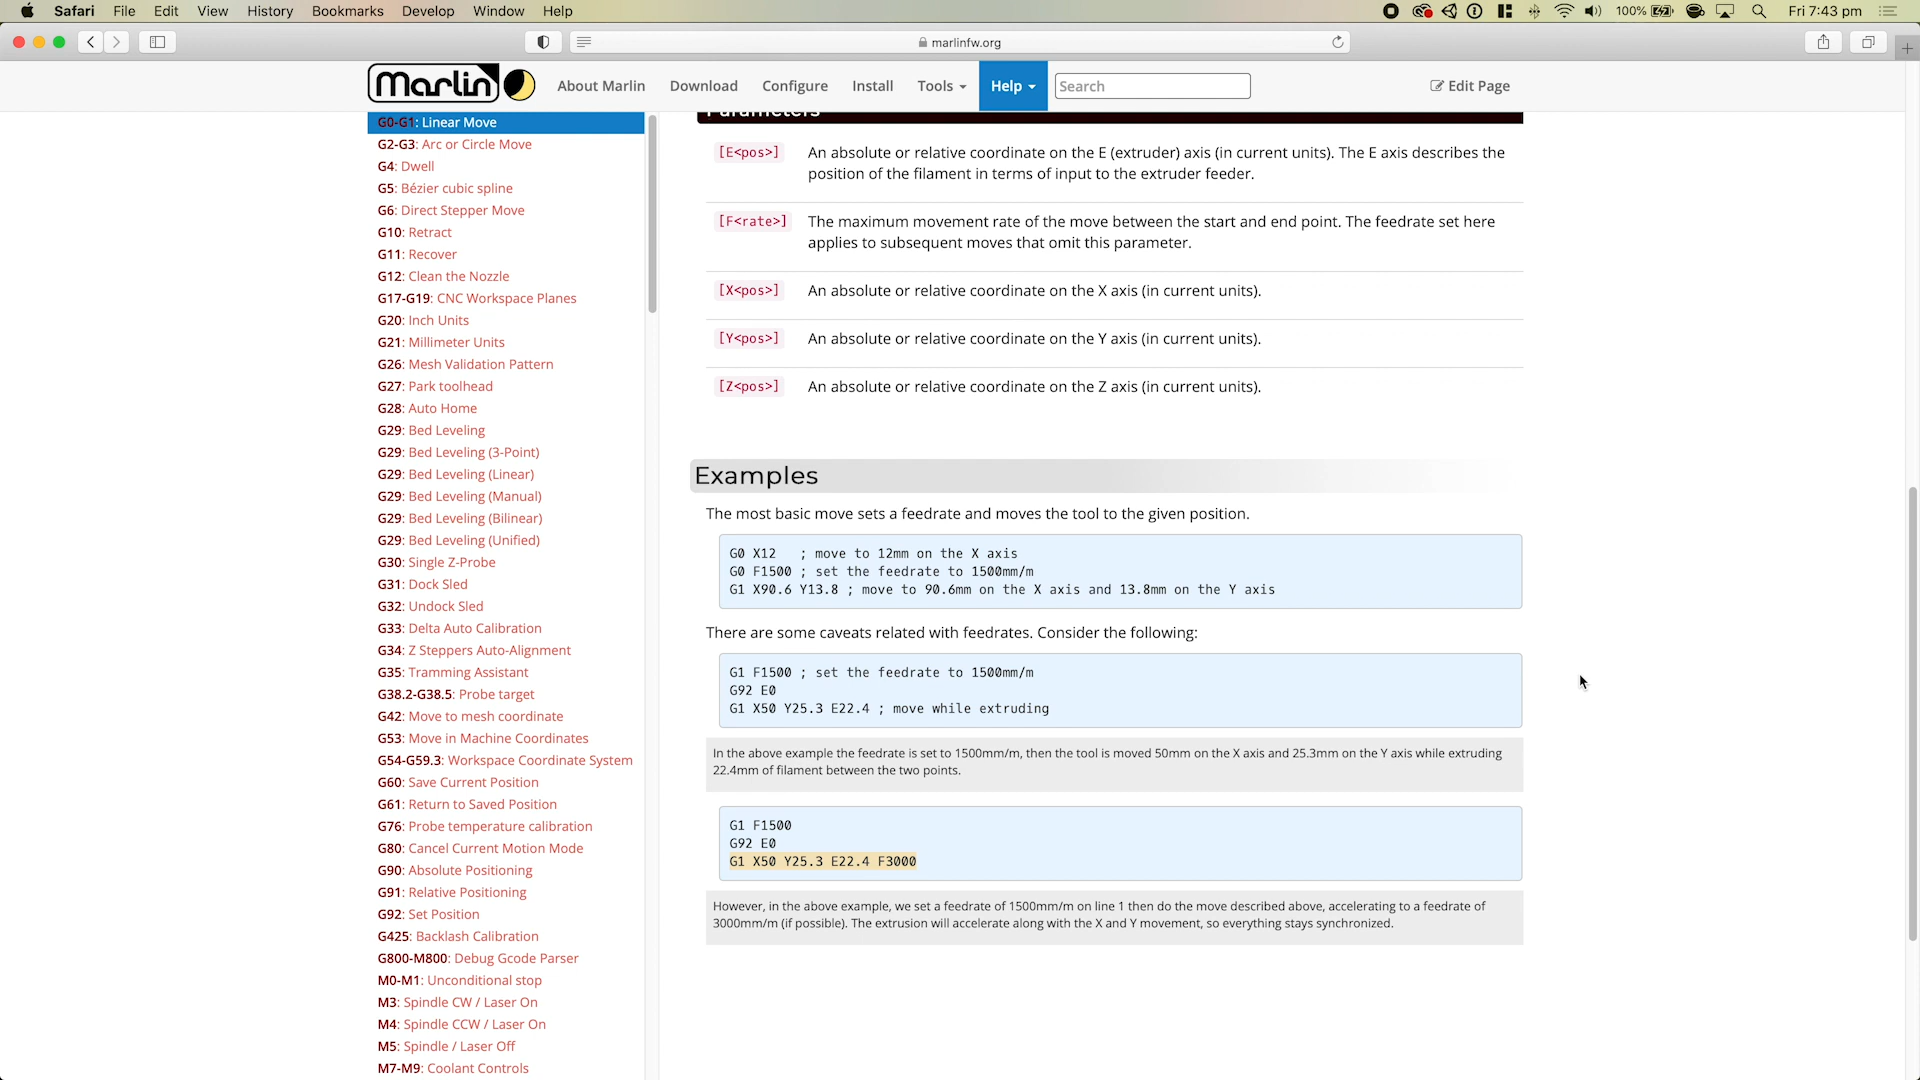 Safari File Edit View History Bookmarks Develop Window Help 100% Fri 7:43 pm
marlinfw.org
Marlin About Marlin Download Configure Install Tools Help Search Edit Page
G0-G1: Linear Move
G2-G3: Arc or Circle Move
G4: Dwell
G5: Bézier cubic spline
G6: Direct Stepper Move
G10: Retract
G11: Recover
G12: Clean the Nozzle
G17-G19: CNC Workspace Planes
G20: Inch Units
G21: Millimeter Units
G26: Mesh Validation Pattern
G27: Park toolhead
G28: Auto Home
G29: Bed Leveling
G29: Bed Leveling (3-Point)
G29: Bed Leveling (Linear)
G29: Bed Leveling (Manual)
G29: Bed Leveling (Bilinear)
G29: Bed Leveling (Unified)
G30: Single Z-Probe
G31: Dock Sled
G32: Undock Sled
G33: Delta Auto Calibration
G34: Z Steppers Auto-Alignment
G35: Tramming Assistant
G38.2-G38.5: Probe target
G42: Move to mesh coordinate
G53: Move in Machine Coordinates
G54-G59.3: Workspace Coordinate System
G60: Save Current Position
G61: Return to Saved Position
G76: Probe temperature calibration
G80: Cancel Current Motion Mode
G90: Absolute Positioning
G91: Relative Positioning
G92: Set Position
G425: Backlash Calibration
G800-M800: Debug Gcode Parser
M0-M1: Unconditional stop
M3: Spindle CW / Laser On
M4: Spindle CCW / Laser On
M5: Spindle / Laser Off
M7-M9: Coolant Controls
Parameters
[E<pos>] An absolute or relative coordinate on the E (extruder) axis (in current units). The E axis describes the
position of the filament in terms of input to the extruder feeder.
[F<rate>] The maximum movement rate of the move between the start and end point. The feedrate set here
applies to subsequent moves that omit this parameter.
[X<pos>] An absolute or relative coordinate on the X axis (in current units).
[Y<pos>] An absolute or relative coordinate on the Y axis (in current units).
[Z<pos>] An absolute or relative coordinate on the Z axis (in current units).
Examples
The most basic move sets a feedrate and moves the tool to the given position.
G0 X12 ; move to 12mm on the X axis
G0 F1500 ; set the feedrate to 1500mm/m
G1 X90.6 Y13.8 ; move to 90.6mm on the X axis and 13.8mm on the Y axis
There are some caveats related with feedrates. Consider the following:
G1 F1500 ; set the feedrate to 1500mm/m
G92 E0
G1 X50 Y25.3 E22.4 ; move while extruding
In the above example the feedrate is set to 1500mm/m, then the tool is moved 50mm on the X axis and 25.3mm on the Y axis while extruding
22.4mm of filament between the two points.
G1 F1500
G92 E0
G1 X50 Y25.3 E22.4 F3000
However, in the above example, we set a feedrate of 1500mm/m on line 1 then do the move described above, accelerating to a feedrate of
3000mm/m (if possible). The extrusion will accelerate along with the X and Y movement, so everything stays synchronized.